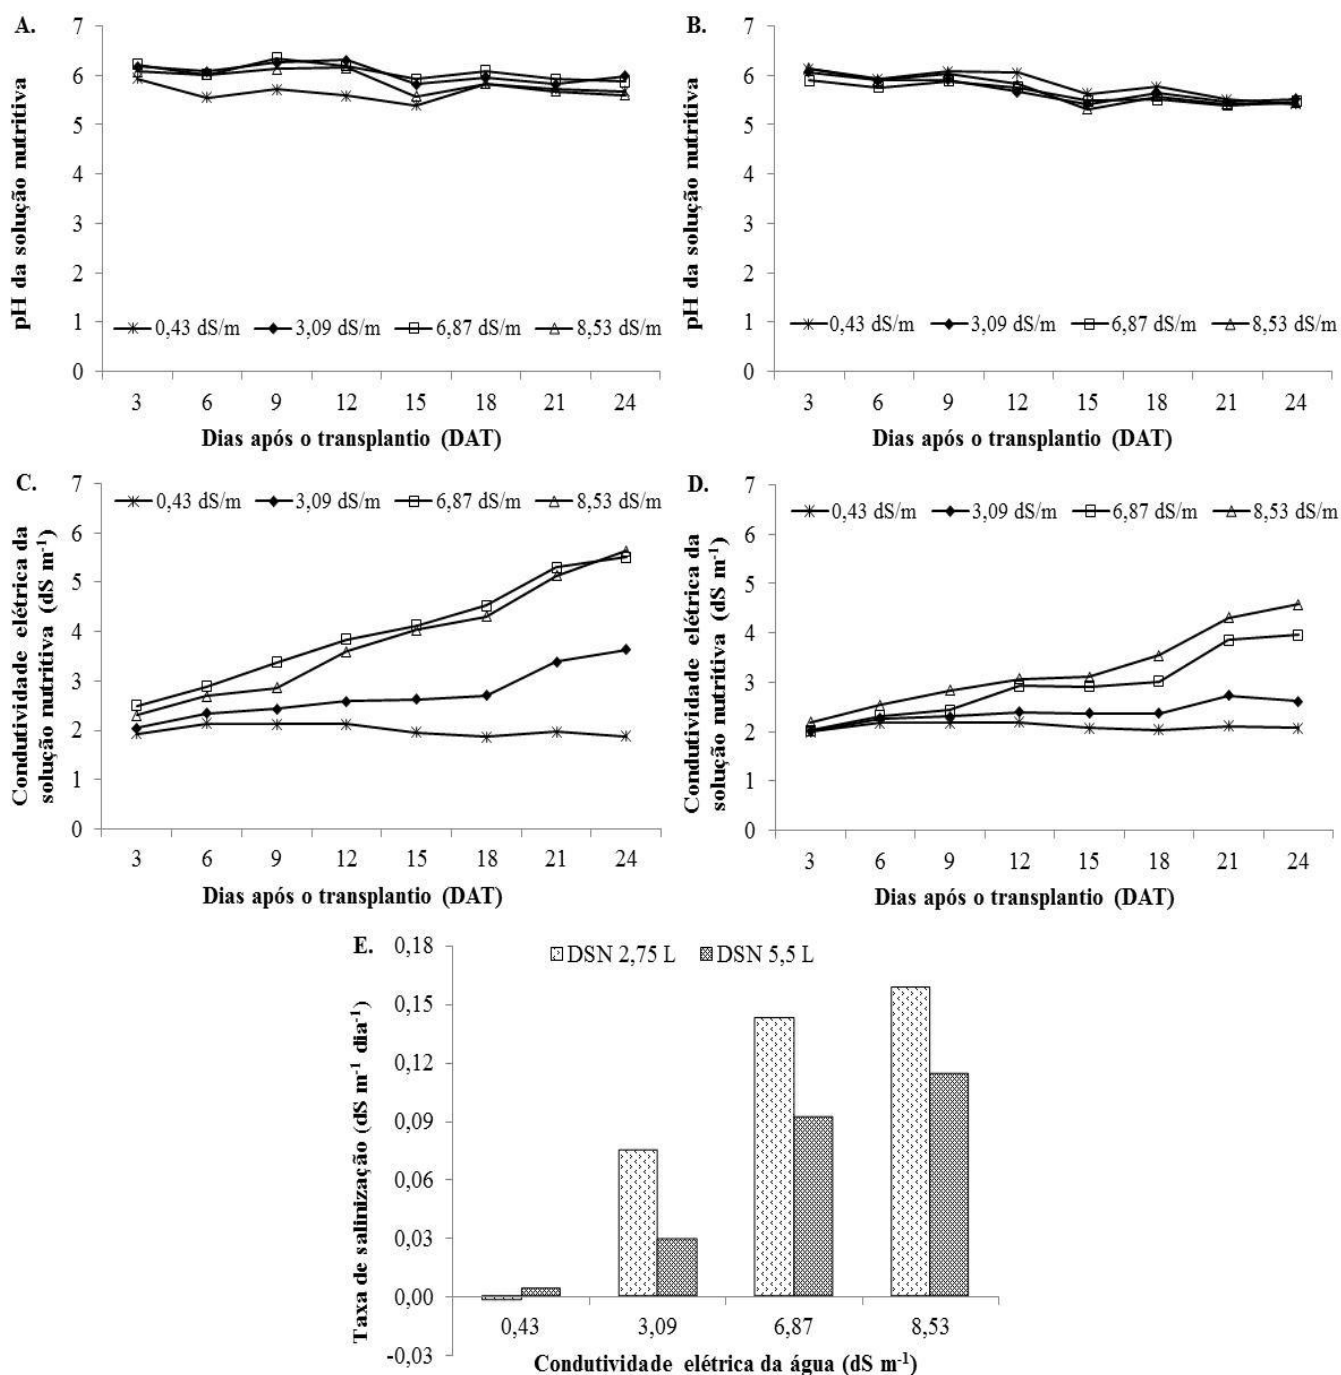 A.
pH da solução nutritiva
7
6
5
4
3
2
1
0
0,43 dS/m 3,09 dS/m 6,87 dS/m 8,53 dS/m
3 6 9 12 15 18 21 24
Dias após o transplantio (DAT)
B.
pH da solução nutritiva
7
6
5
4
3
2
1
0
0,43 dS/m 3,09 dS/m 6,87 dS/m 8,53 dS/m
3 6 9 12 15 18 21 24
Dias após o transplantio (DAT)
C.
Condutividade elétrica da
solução nutritiva (dS m⁻¹)
7
6
5
4
3
2
1
0
0,43 dS/m 3,09 dS/m 6,87 dS/m 8,53 dS/m
3 6 9 12 15 18 21 24
Dias após o transplantio (DAT)
D.
Condutividade elétrica da
solução nutritiva (dS m⁻¹)
7
6
5
4
3
2
1
0
0,43 dS/m 3,09 dS/m 6,87 dS/m 8,53 dS/m
3 6 9 12 15 18 21 24
Dias após o transplantio (DAT)
E.
Taxa de salinização (dS m⁻¹ dia⁻¹)
0,18
0,15
0,12
0,09
0,06
0,03
0,00
-0,03
DSN 2,75 L DSN 5,5 L
0,43 3,09 6,87 8,53
Condutividade elétrica da água (dS m⁻¹)